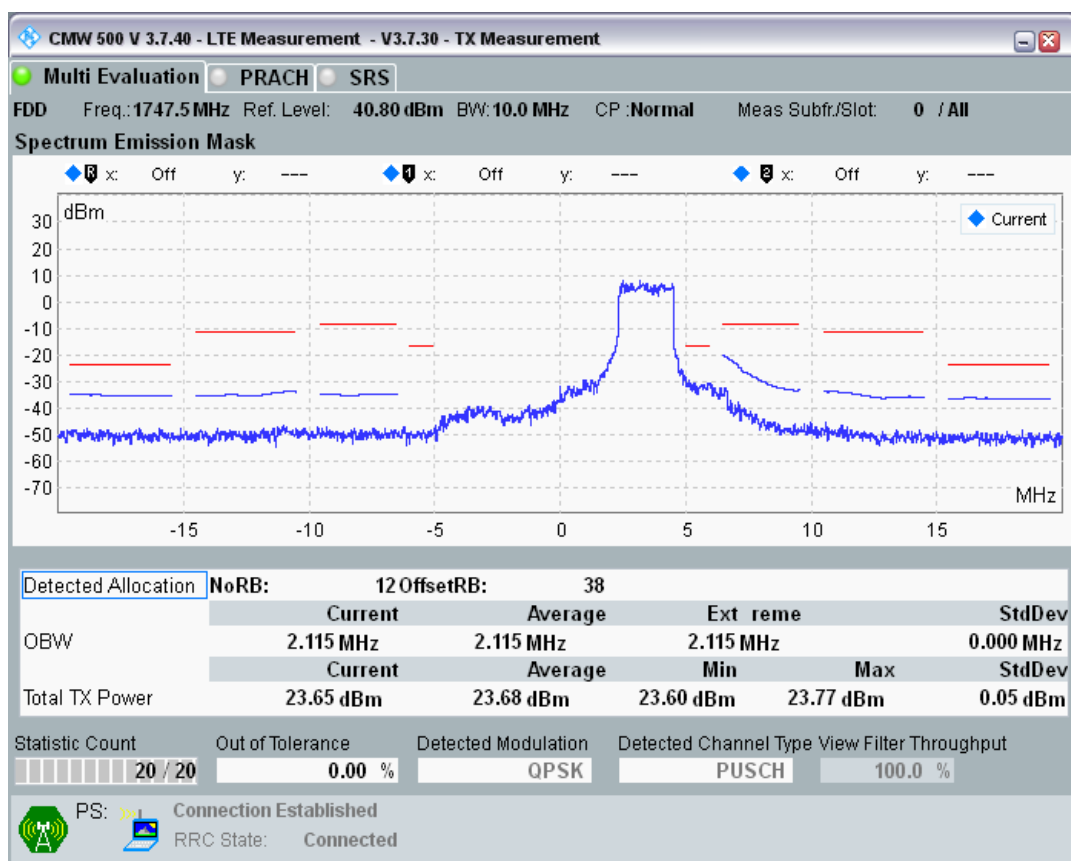 CMW 500 V 3.7.40 - LTE Measurement - V3.7.30 - TX Measurement
Multi Evaluation PRACH SRS
FDD Freq.: 1747.5 MHz Ref. Level: 40.80 dBm BW: 10.0 MHz CP :Normal Meas Subfr./Slot: 0 / All
Spectrum Emission Mask
R x: Off y: --- 1 x: Off y: --- 2 x: Off y: ---
dBm
Current
30
20
10
0
-10
-20
-30
-40
-50
-60
-70
MHz
-15 -10 -5 0 5 10 15
Detected Allocation NoRB: 12 OffsetRB: 38
Current Average Ext reme StdDev
OBW 2.115 MHz 2.115 MHz 2.115 MHz 0.000 MHz
Current Average Min Max StdDev
Total TX Power 23.65 dBm 23.68 dBm 23.60 dBm 23.77 dBm 0.05 dBm
Statistic Count Out of Tolerance Detected Modulation Detected Channel Type View Filter Throughput
20 / 20 0.00 % QPSK PUSCH 100.0 %
PS: Connection Established
RRC State: Connected